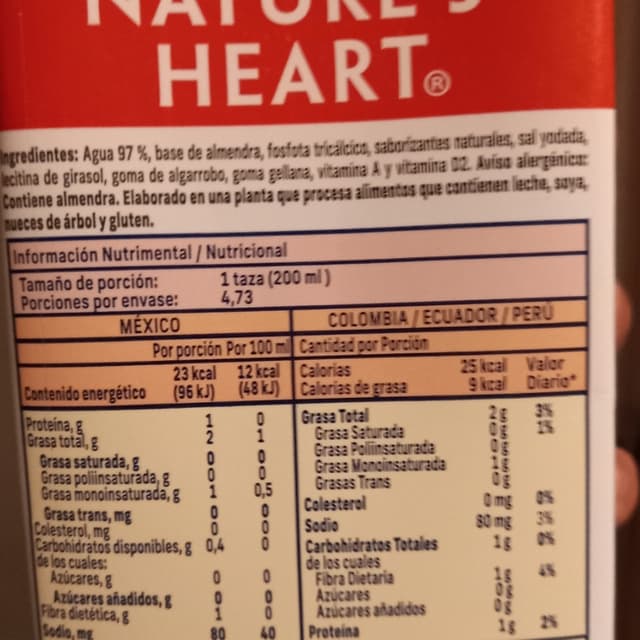 NATURE'S
HEART®
Ingredientes: Agua 97 %, base de almendra, fosfato tricálcico, saborizantes naturales, sal yodada,
lecitina de girasol, goma de algarrobo, goma gellana, vitamina A y vitamina D2. Aviso alergénico:
Contiene almendra. Elaborado en una planta que procesa alimentos que contienen leche, soya,
nueces de árbol y gluten.
Información Nutrimental / Nutricional
Tamaño de porción: 1 taza (200 ml)
Porciones por envase: 4,73
MÉXICO
Por porción Por 100 ml
Contenido energético 23 kcal (96 kJ) 12 kcal (48 kJ)
Proteína, g 1 0
Grasa total, g 2 1
Grasa saturada, g 0 0
Grasa poliinsaturada, g 0 0
Grasa monoinsaturada, g 1 0,5
Grasa trans, mg 0 0
Colesterol, mg 0 0
Carbohidratos disponibles, g 0,4 0
de los cuales:
Azúcares, g 0 0
Azúcares añadidos, g 0 0
Fibra dietética, g 1 0
Sodio, mg 80 40
COLOMBIA / ECUADOR / PERÚ
Cantidad por Porción
Calorías 25 kcal Valor
Calorías de grasa 9 kcal Diario*
Grasa Total 2 g 3%
Grasa Saturada 0 g 1%
Grasa Poliinsaturada 0 g
Grasa Monoinsaturada 1 g
Grasas Trans 0 g
Colesterol 0 mg 0%
Sodio 80 mg 3%
Carbohidratos Totales 1 g 0%
de los cuales
Fibra Dietaria 1 g 4%
Azúcares 0 g
Azúcares añadidos 0 g
Proteína 1 g 2%